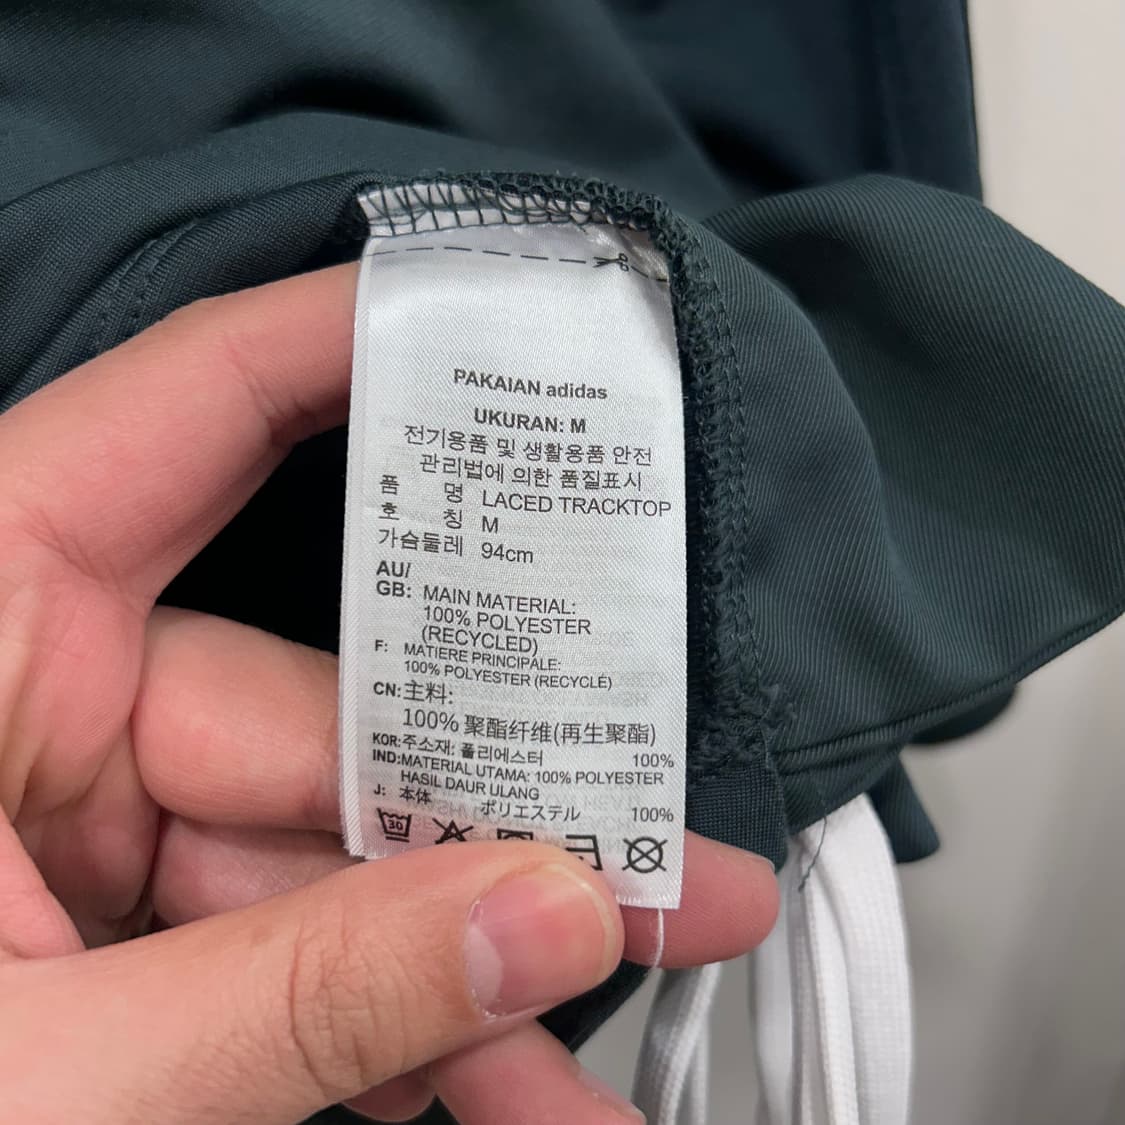 PAKAIAN adidas
UKURAN: M
전기용품 및 생활용품 안전
관리법에 의한 품질표시
품 명 LACED TRACKTOP
호 칭 M
가슴둘레 94cm
AU/
GB: MAIN MATERIAL:
100% POLYESTER
(RECYCLED)
F: MATIERE PRINCIPALE:
100% POLYESTER (RECYCLÉ)
CN:主料:
100% 聚酯纤维(再生聚酯)
KOR:주소재: 폴리에스터 100%
IND:MATERIAL UTAMA: 100% POLYESTER
HASIL DAUR ULANG
J: 本体
ポリエステル 100%
30